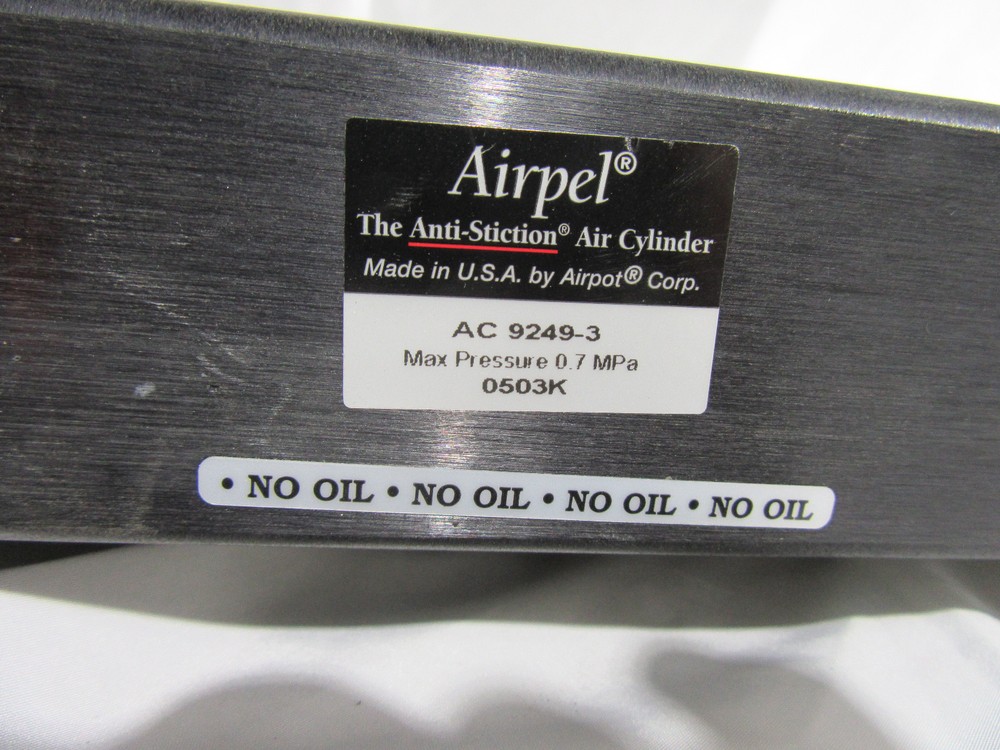 Airpel®
The Anti-Stiction® Air Cylinder
Made in U.S.A. by Airpot® Corp.
AC 9249-3
Max Pressure 0.7 MPa
0503K
• NO OIL • NO OIL • NO OIL • NO OIL